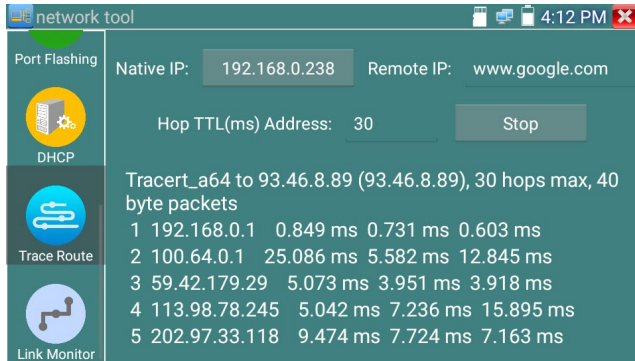 network tool
4:12 PM
Port Flashing
Native IP: 192.168.0.238 Remote IP: www.google.com
Hop TTL(ms) Address: 30 Stop
DHCP
Tracert_a64 to 93.46.8.89 (93.46.8.89), 30 hops max, 40
byte packets
1 192.168.0.1 0.849 ms 0.731 ms 0.603 ms
2 100.64.0.1 25.086 ms 5.582 ms 12.845 ms
Trace Route
3 59.42.179.29 5.073 ms 3.951 ms 3.918 ms
4 113.98.78.245 5.042 ms 7.236 ms 15.895 ms
5 202.97.33.118 9.474 ms 7.724 ms 7.163 ms
Link Monitor